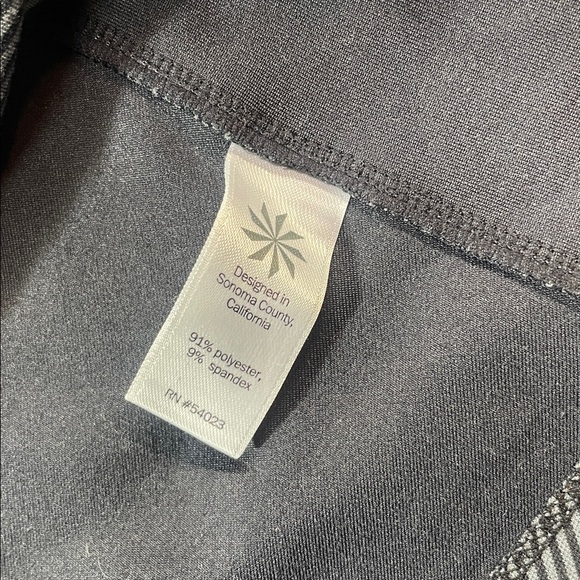 Designed in
Sonoma County,
California
91% polyester,
9% spandex
RN #54023